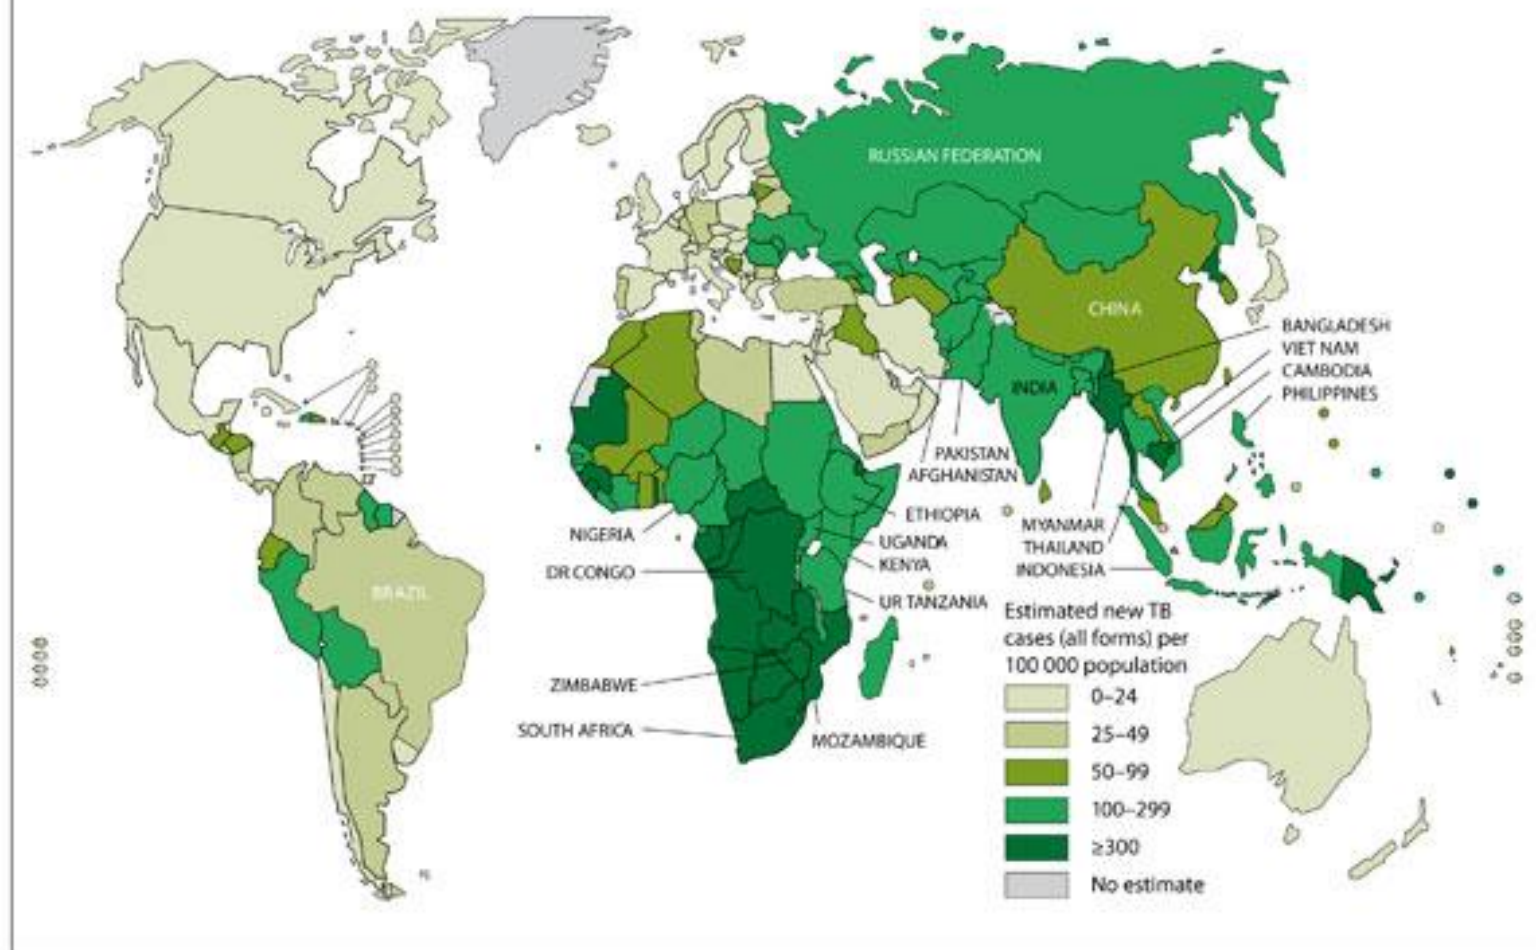 RUSSIAN FEDERATION
CHINA
BANGLADESH
VIET NAM
CAMBODIA
PHILIPPINES
INDIA
PAKISTAN
AFGHANISTAN
ETHIOPIA
UGANDA
KENYA
UR TANZANIA
NIGERIA
DR CONGO
MYANMAR
THAILAND
INDONESIA
BRAZIL
ZIMBABWE
SOUTH AFRICA
MOZAMBIQUE
Estimated new TB
cases (all forms) per
100 000 population
0–24
25–49
50–99
100–299
≥300
No estimate